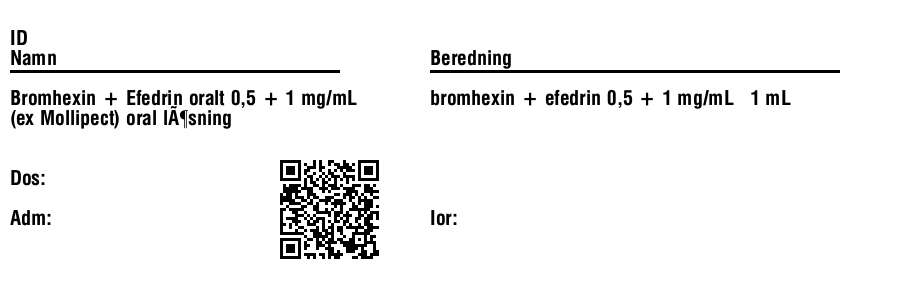 ID
Namn
Beredning
Bromhexin + Efedrin oralt 0,5 + 1 mg/mL
(ex Mollipect) oral lÃ¶sning
bromhexin + efedrin 0,5 + 1 mg/mL 1 mL
Dos:
Adm:
Ior: